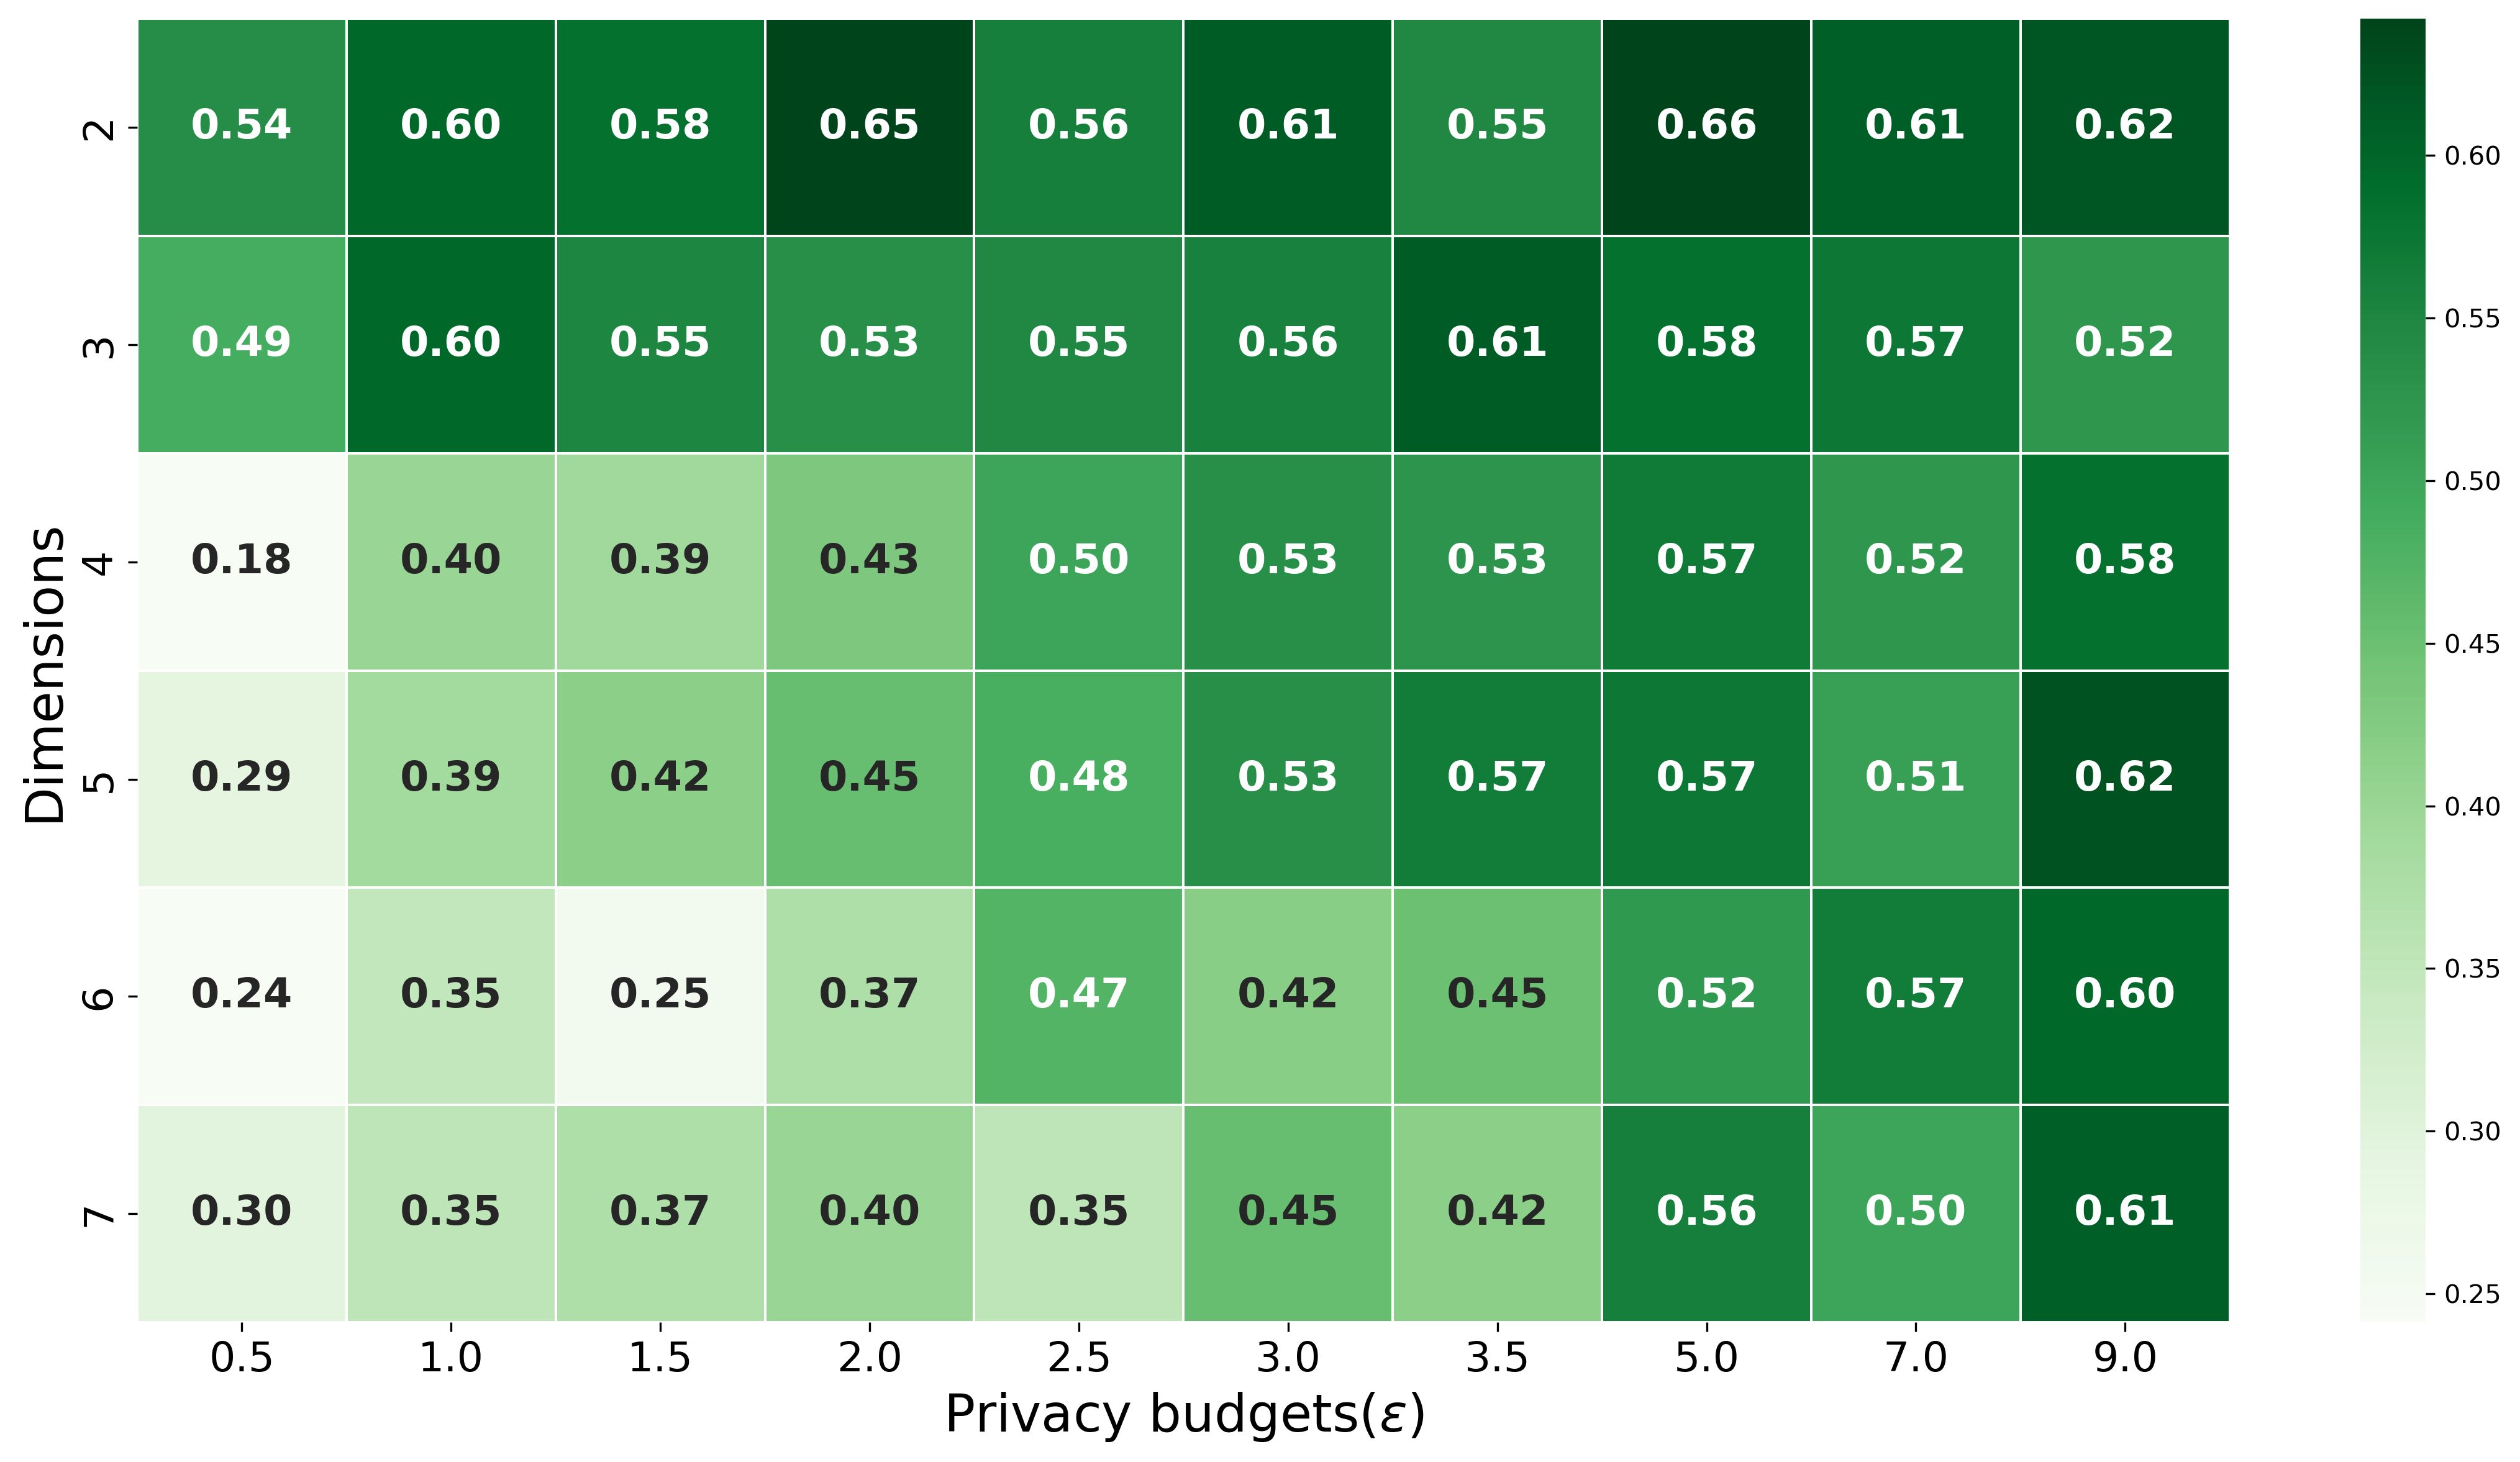 2 0.54 0.60 0.58 0.65 0.56 0.61 0.55 0.66 0.61 0.62
3 0.49 0.60 0.55 0.53 0.55 0.56 0.61 0.58 0.57 0.52
4 0.18 0.40 0.39 0.43 0.50 0.53 0.53 0.57 0.52 0.58
5 0.29 0.39 0.42 0.45 0.48 0.53 0.57 0.57 0.51 0.62
6 0.24 0.35 0.25 0.37 0.47 0.42 0.45 0.52 0.57 0.60
7 0.30 0.35 0.37 0.40 0.35 0.45 0.42 0.56 0.50 0.61
0.5 1.0 1.5 2.0 2.5 3.0 3.5 5.0 7.0 9.0
Privacy budgets(ε)
Dimensions
0.60
0.55
0.50
0.45
0.40
0.35
0.30
0.25